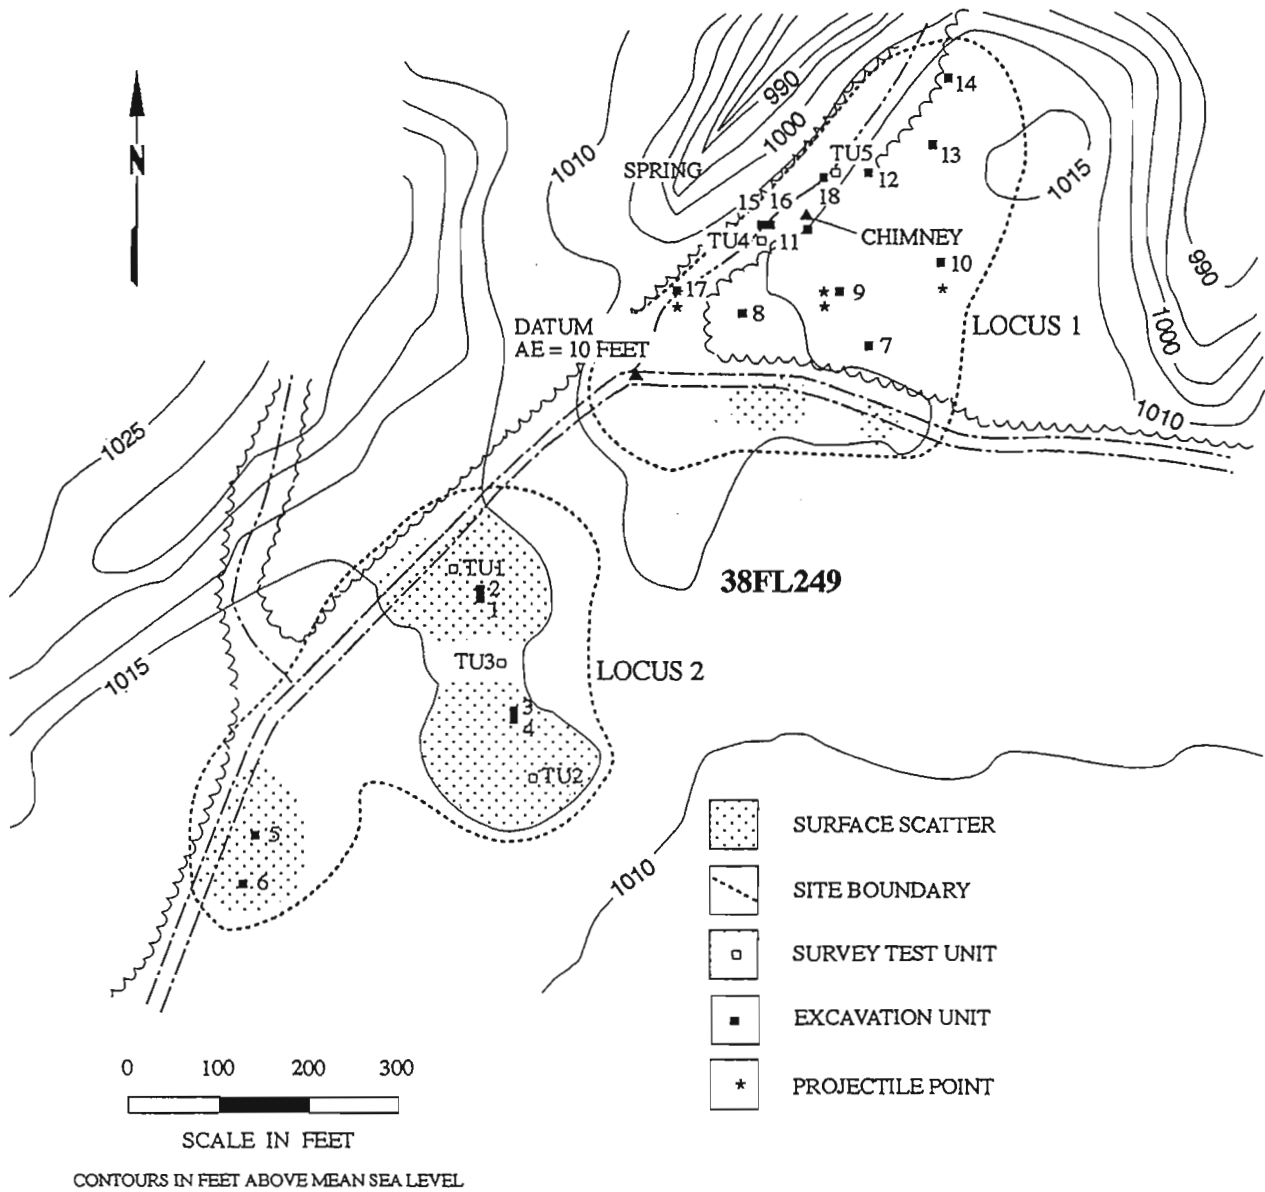 N
990
1000
14
1010
SPRING
TU5
13
12
1015
15
16
18
TU4
11
CHIMNEY
10
990
17
9
8
LOCUS 1
DATUM
AE = 10 FEET
7
1000
1010
1025
TU1
2
1
38FL249
TU3
LOCUS 2
1015
3
4
TU2
5
6
1010
SURFACE SCATTER
SITE BOUNDARY
SURVEY TEST UNIT
EXCAVATION UNIT
PROJECTILE POINT
0 100 200 300
SCALE IN FEET
CONTOURS IN FEET ABOVE MEAN SEA LEVEL